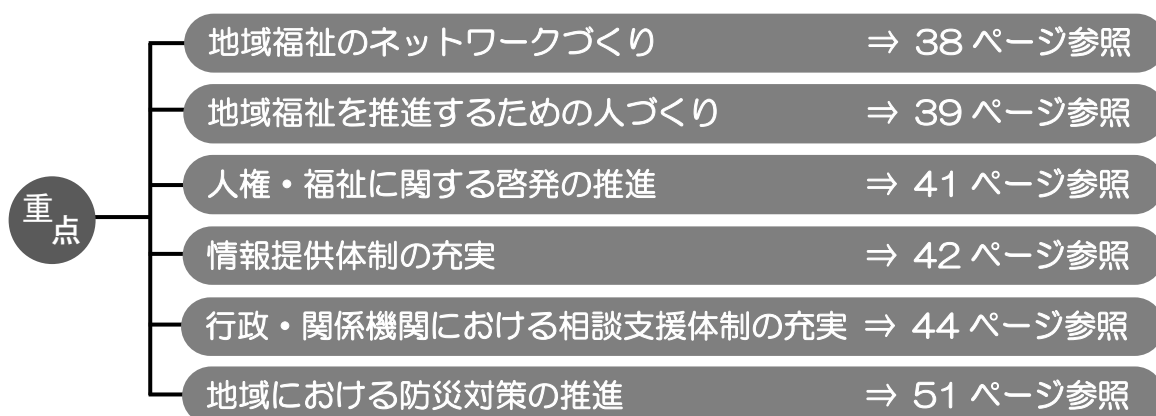 重点
地域福祉のネットワークづくり ⇒ 38 ページ参照
地域福祉を推進するための人づくり ⇒ 39 ページ参照
人権・福祉に関する啓発の推進 ⇒ 41 ページ参照
情報提供体制の充実 ⇒ 42 ページ参照
行政・関係機関における相談支援体制の充実 ⇒ 44 ページ参照
地域における防災対策の推進 ⇒ 51 ページ参照